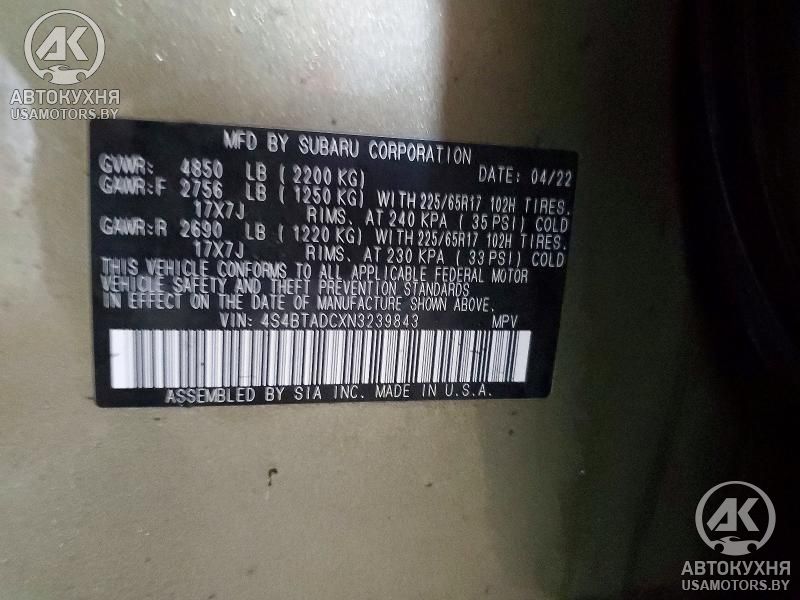 AK
АВТОКУХНЯ
USAMOTORS.BY
MFD BY SUBARU CORPORATION
GVWR: 4850 LB ( 2200 KG) DATE: 04/22
GAWR:F 2756 LB ( 1250 KG) WITH 225/65R17 102H TIRES.
17X7J RIMS. AT 240 KPA ( 35 PSI) COLD
GAWR:R 2690 LB ( 1220 KG) WITH 225/65R17 102H TIRES.
17X7J RIMS. AT 230 KPA ( 33 PSI) COLD
THIS VEHICLE CONFORMS TO ALL APPLICABLE FEDERAL MOTOR
VEHICLE SAFETY AND THEFT PREVENTION STANDARDS
IN EFFECT ON THE DATE OF MANUFACTURE SHOWN ABOVE.
VIN: 4S4BTADCXN3239843 MPV
ASSEMBLED BY SIA INC. MADE IN U.S.A.
AK
АВТОКУХНЯ
USAMOTORS.BY